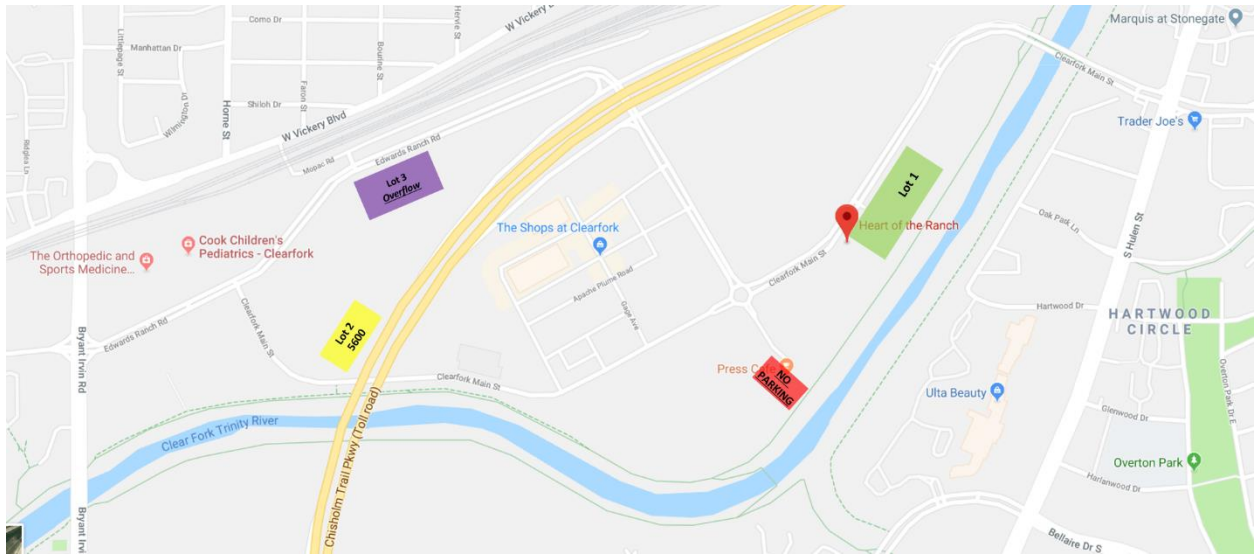 Como Dr
Hervie St
W Vickery Blvd
Marquis at Stonegate
Littlepage St
Manhattan Dr
Bourine St
Faron St
Clearfork Main St
Wilmington Dr
Horne St
Shiloh Dr
W Vickery Blvd
Trader Joe's
Mopac Rd
Edwards Ranch Rd
Lot 3
Overflow
Lot 1
Oak Park Ln
S Hulen St
Heart of the Ranch
The Shops at Clearfork
Cook Children's
Pediatrics - Clearfork
The Orthopedic and
Sports Medicine...
Apache Plume Road
Gage Ave
Clearfork Main St
Hartwood Dr
HARTWOOD
CIRCLE
Lot 2
5600
Clearfork Main St
Edwards Ranch Rd
Bryant Irvin Rd
Clearfork Main St
Press C
NO
PARKING
Ulta Beauty
Overton Park Dr E
Glenwood Dr
Clear Fork Trinity River
Chisholm Trail Pkwy (Toll road)
Overton Park
Harlanwood Dr
Bellaire Dr S
Bryant Irvi